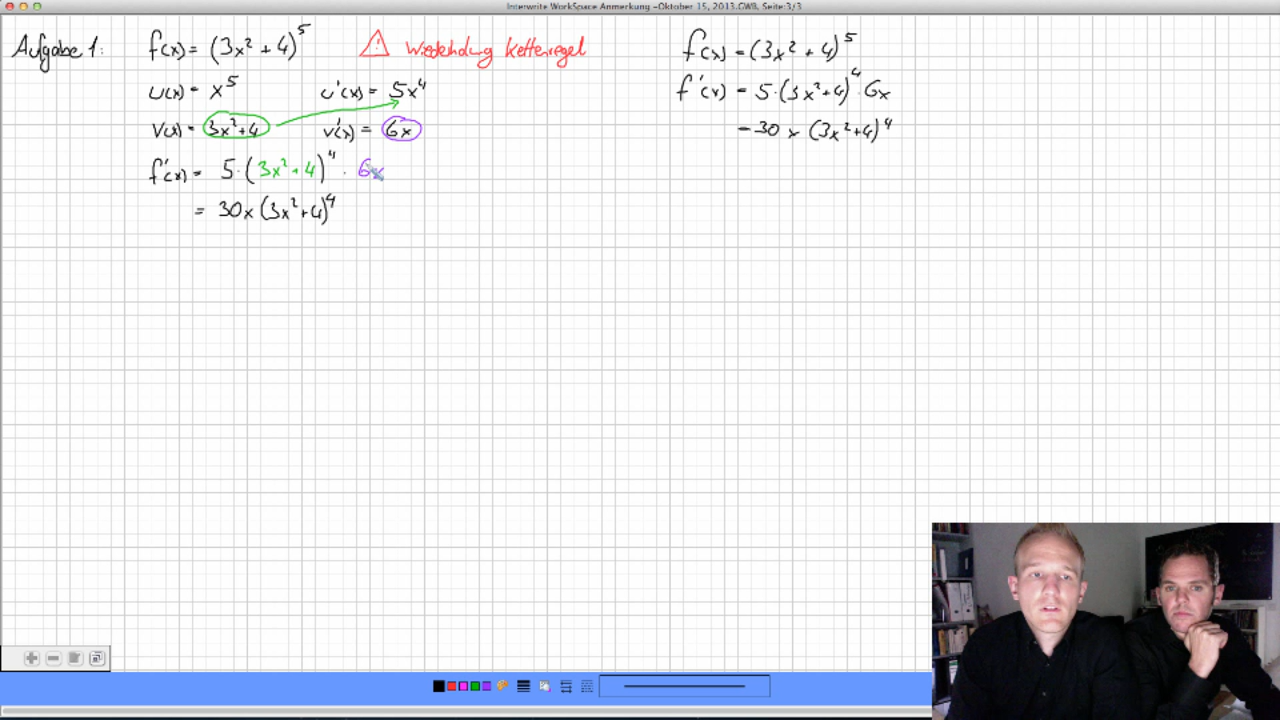 Interwrite WorkSpace Anmerkung –Oktober 15, 2013.GWB, Seite:3/3
Aufgabe 1: f(x) = (3x² + 4)⁵ ! Wiederholung Kettenregel
u(x) = x⁵ u'(x) = 5x⁴
v(x) = 3x²+4 v'(x) = 6x
f'(x) = 5·(3x² + 4)⁴ · 6x
= 30x (3x²+4)⁴
f(x) = (3x² + 4)⁵
f'(x) = 5·(3x²+4)⁴·6x
= 30 x (3x²+4)⁴